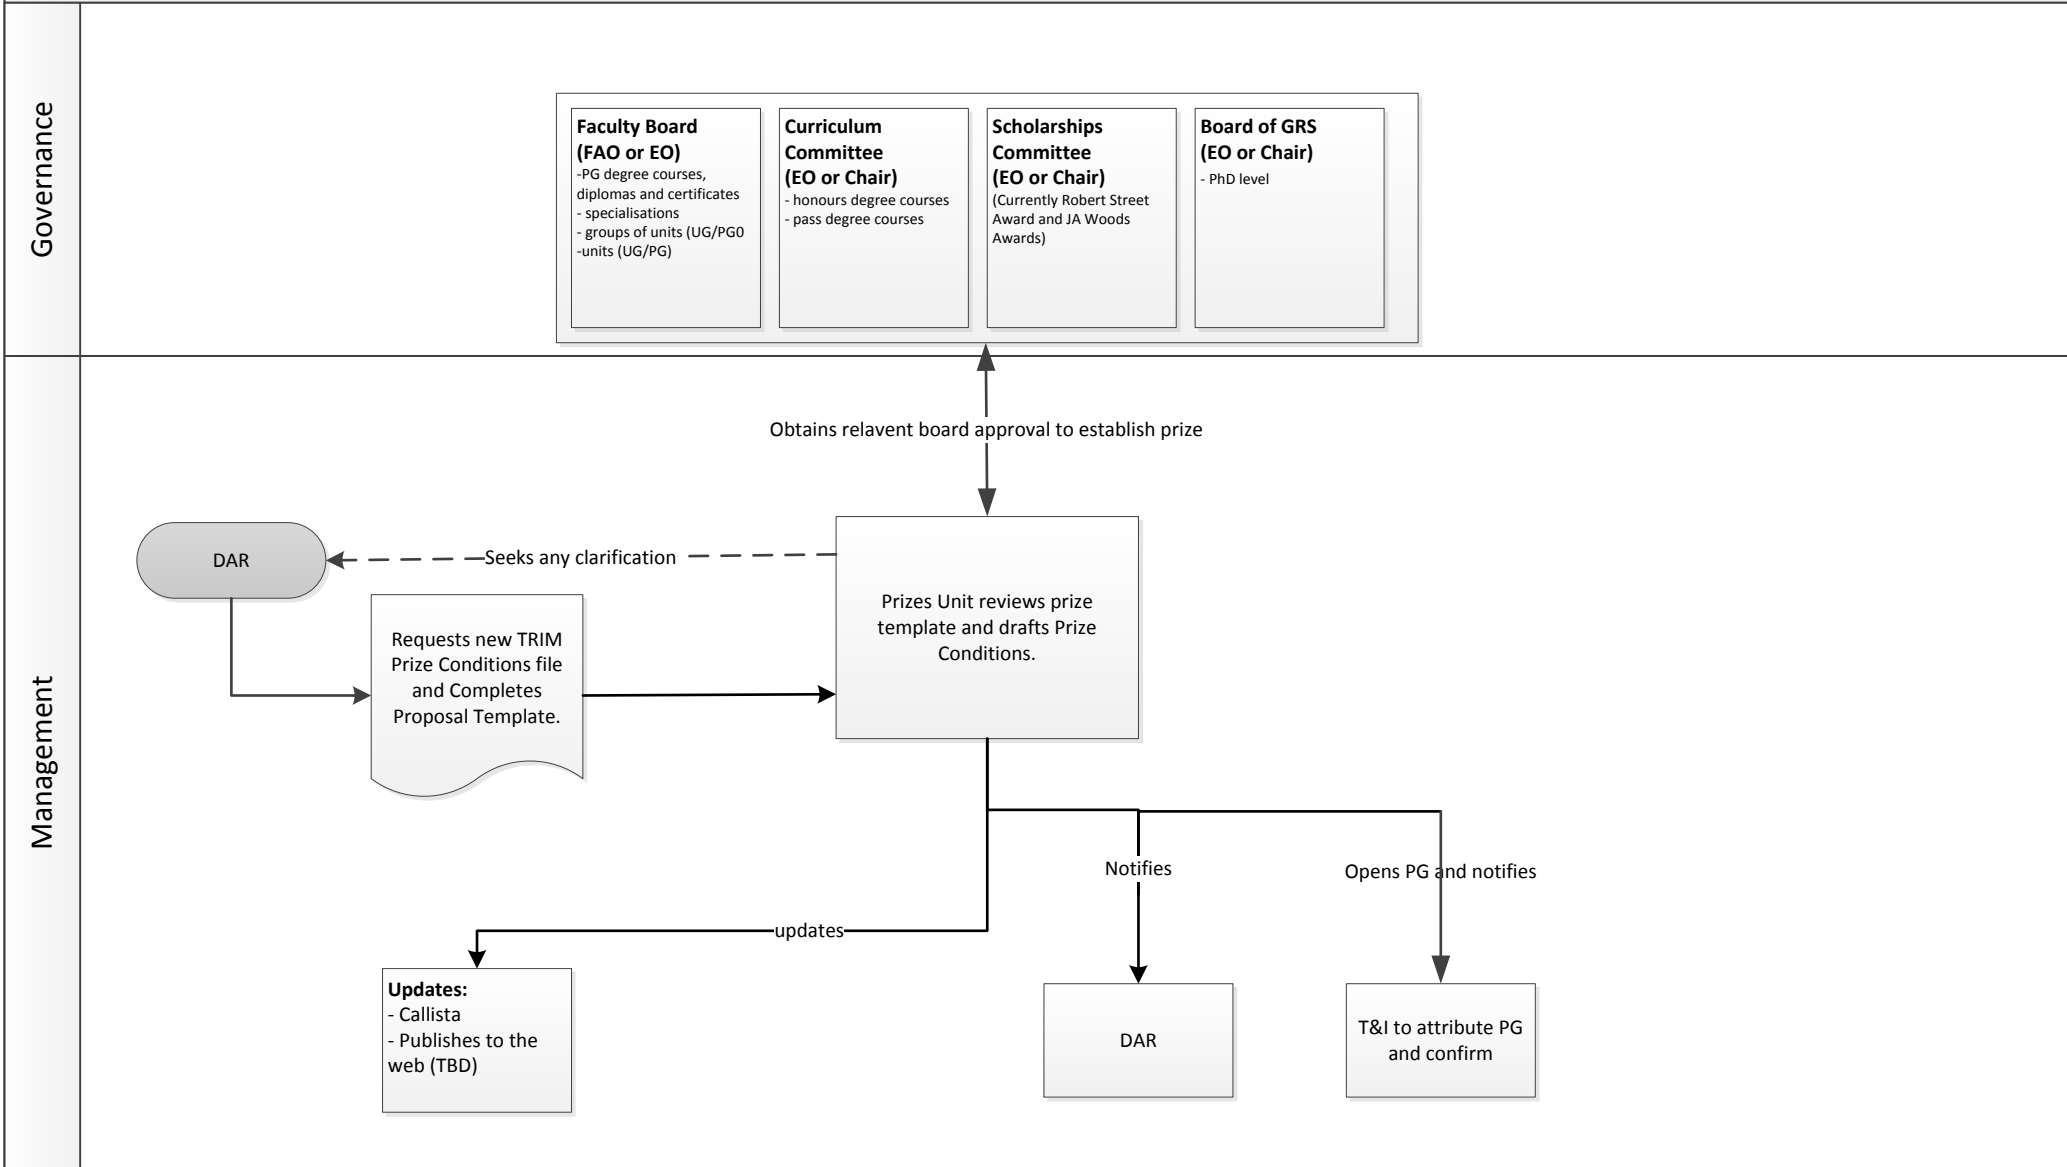 Governance
Faculty Board
(FAO or EO)
-PG degree courses,
diplomas and certificates
- specialisations
- groups of units (UG/PG0
-units (UG/PG)
Curriculum
Committee
(EO or Chair)
- honours degree courses
- pass degree courses
Scholarships
Committee
(EO or Chair)
(Currently Robert Street
Award and JA Woods
Awards)
Board of GRS
(EO or Chair)
- PhD level
Management
Obtains relavent board approval to establish prize
DAR
Seeks any clarification
Requests new TRIM
Prize Conditions file
and Completes
Proposal Template.
Prizes Unit reviews prize
template and drafts Prize
Conditions.
updates
Notifies
Opens PG and notifies
Updates:
- Callista
- Publishes to the
web (TBD)
DAR
T&I to attribute PG
and confirm